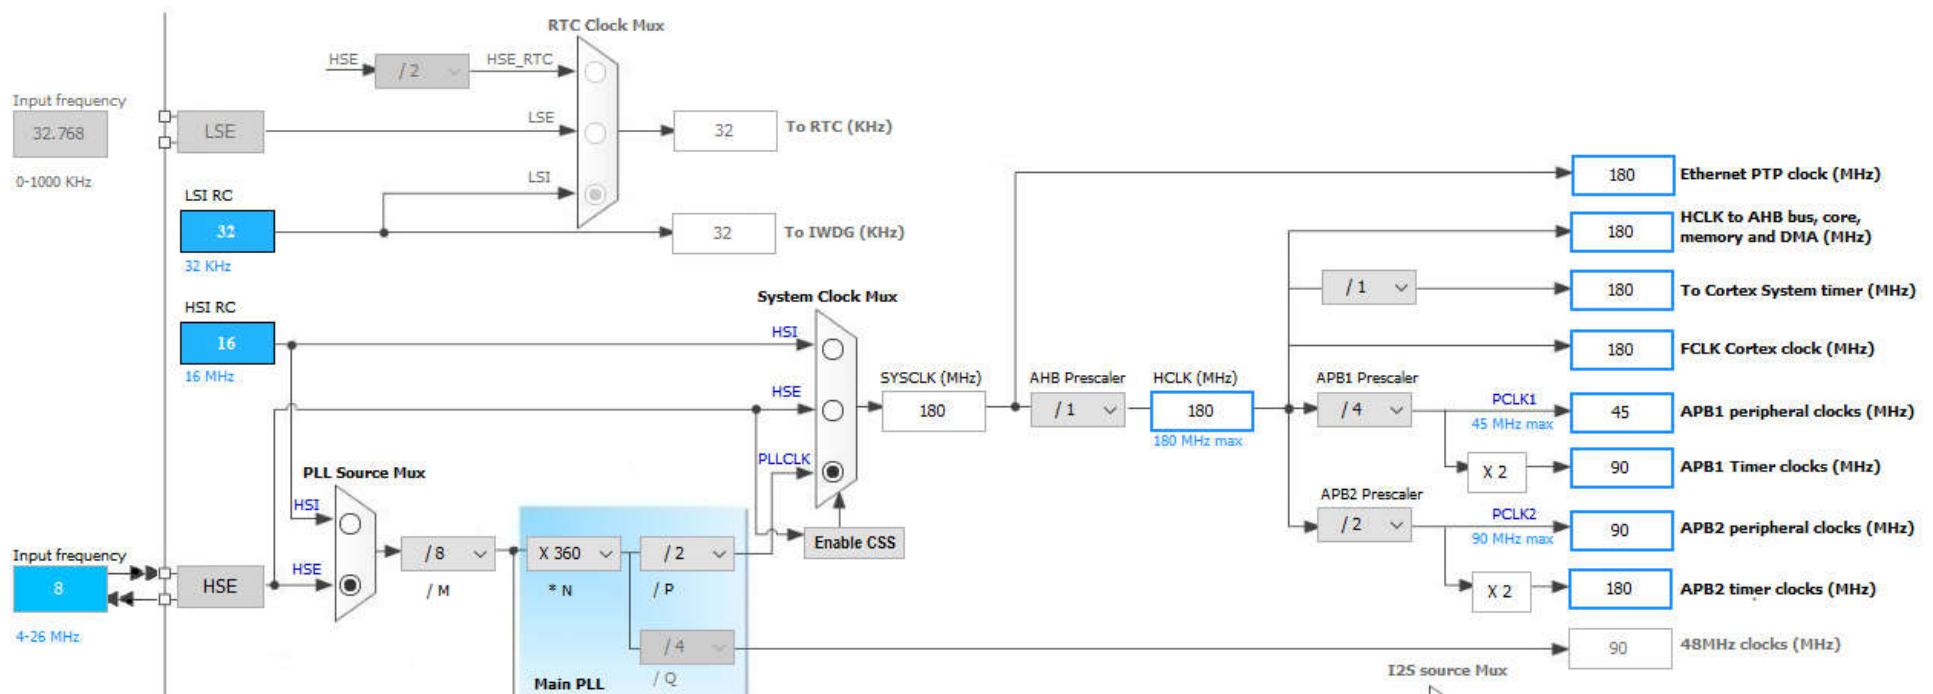 RTC Clock Mux
HSE
/ 2
HSE_RTC
Input frequency
32.768
0-1000 KHz
LSE
LSE
32
To RTC (KHz)
LSI
LSI RC
32
32 KHz
32
To IWDG (KHz)
180
Ethernet PTP clock (MHz)
180
HCLK to AHB bus, core,
memory and DMA (MHz)
/ 1
180
To Cortex System timer (MHz)
HSI RC
16
16 MHz
System Clock Mux
HSI
180
FCLK Cortex clock (MHz)
HSE
SYSCLK (MHz)
180
AHB Prescaler
/ 1
HCLK (MHz)
180
180 MHz max
APB1 Prescaler
/ 4
PCLK1
45 MHz max
45
APB1 peripheral clocks (MHz)
X 2
90
APB1 Timer clocks (MHz)
PLLCLK
PLL Source Mux
HSI
APB2 Prescaler
/ 2
PCLK2
90 MHz max
90
APB2 peripheral clocks (MHz)
Enable CSS
Input frequency
8
4-26 MHz
HSE
HSE
/ 8
/ M
X 360
* N
/ 2
/ P
X 2
180
APB2 timer clocks (MHz)
/ 4
/ Q
Main PLL
90
48MHz clocks (MHz)
I2S source Mux